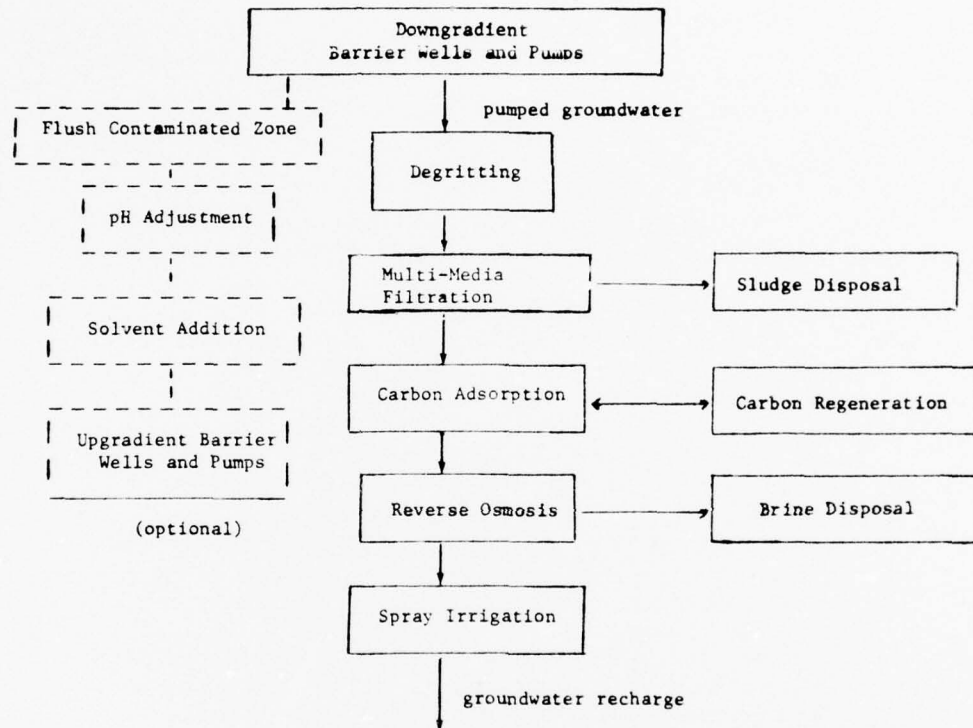 Downgradient
Barrier Wells and Pumps
pumped groundwater
Flush Contaminated Zone
Degritting
pH Adjustment
Multi-Media
Filtration
Sludge Disposal
Solvent Addition
Carbon Adsorption
Carbon Regeneration
Upgradient Barrier
Wells and Pumps
(optional)
Reverse Osmosis
Brine Disposal
Spray Irrigation
groundwater recharge